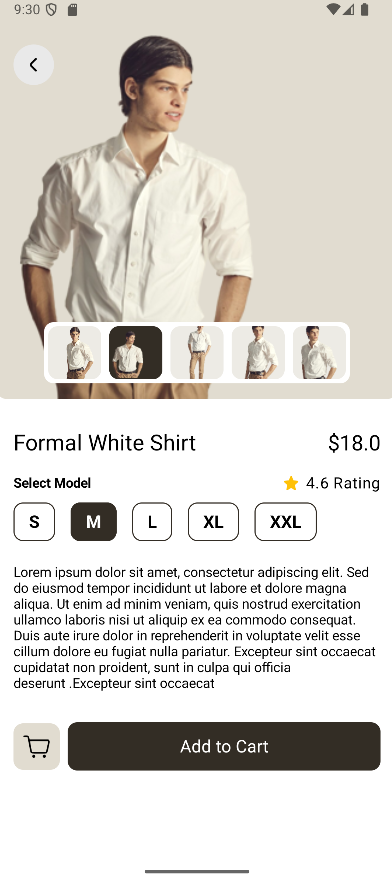 9:30
Formal White Shirt $18.0
Select Model 4.6 Rating
S M L XL XXL
Lorem ipsum dolor sit amet, consectetur adipiscing elit. Sed
do eiusmod tempor incididunt ut labore et dolore magna
aliqua. Ut enim ad minim veniam, quis nostrud exercitation
ullamco laboris nisi ut aliquip ex ea commodo consequat.
Duis aute irure dolor in reprehenderit in voluptate velit esse
cillum dolore eu fugiat nulla pariatur. Excepteur sint occaecat
cupidatat non proident, sunt in culpa qui officia
deserunt .Excepteur sint occaecat
Add to Cart